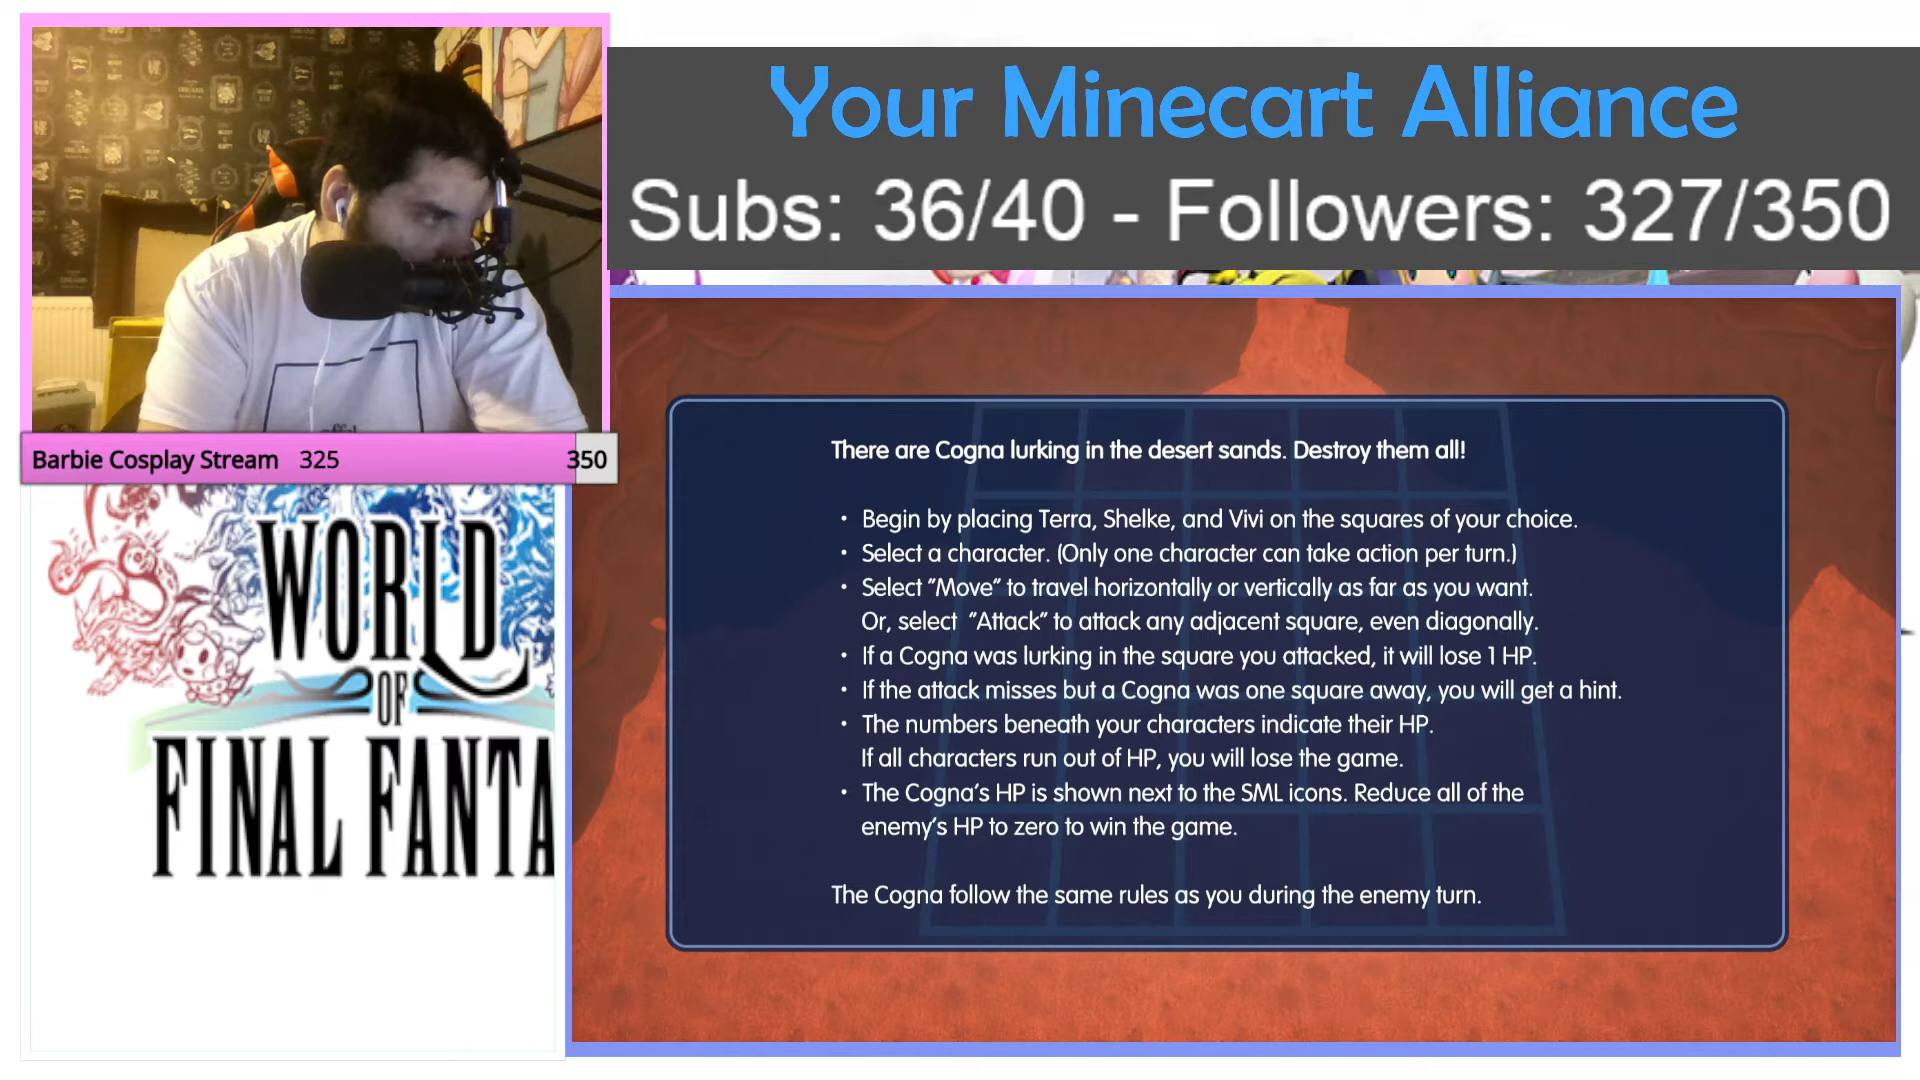 Your Minecart Alliance
Subs: 36/40 - Followers: 327/350
Barbie Cosplay Stream 325 350
WORLD
OF
FINAL FANTA
There are Cogna lurking in the desert sands. Destroy them all!
· Begin by placing Terra, Shelke, and Vivi on the squares of your choice.
· Select a character. (Only one character can take action per turn.)
· Select "Move" to travel horizontally or vertically as far as you want.
Or, select "Attack" to attack any adjacent square, even diagonally.
· If a Cogna was lurking in the square you attacked, it will lose 1 HP.
· If the attack misses but a Cogna was one square away, you will get a hint.
· The numbers beneath your characters indicate their HP.
If all characters run out of HP, you will lose the game.
· The Cogna's HP is shown next to the SML icons. Reduce all of the
enemy's HP to zero to win the game.
The Cogna follow the same rules as you during the enemy turn.